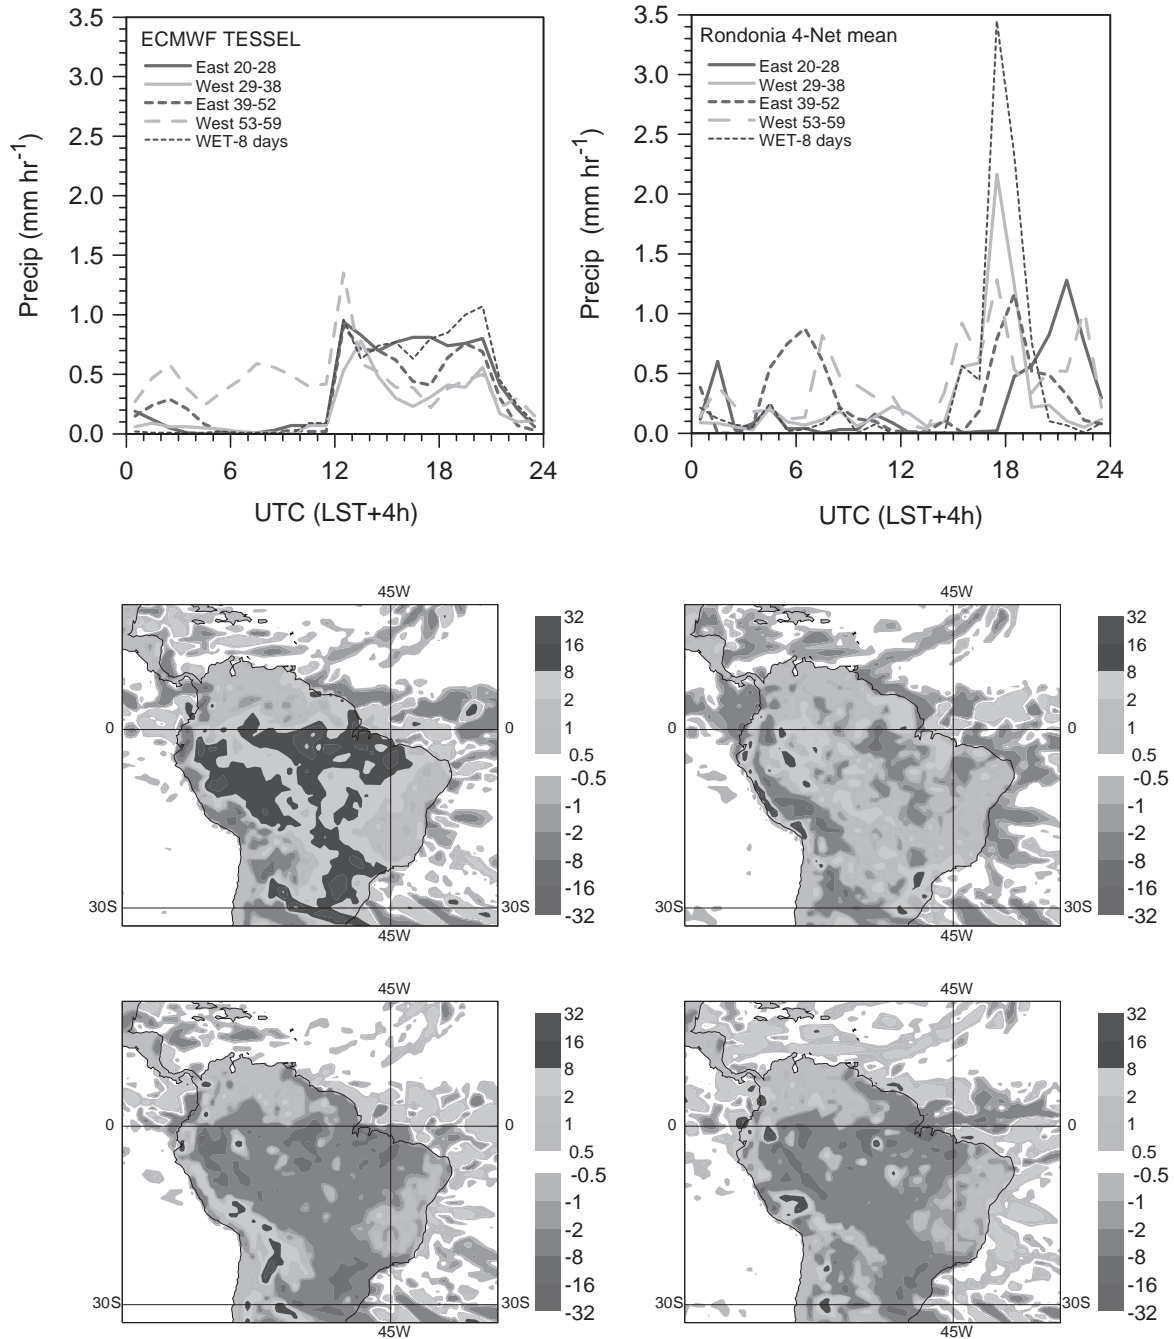 ECMWF TESSEL
East 20-28
West 29-38
East 39-52
West 53-59
WET-8 days
3.5
3.0
2.5
2.0
1.5
1.0
0.5
0.0
Precip (mm hr-1)
0 6 12 18 24
UTC (LST+4h)
Rondonia 4-Net mean
East 20-28
West 29-38
East 39-52
West 53-59
WET-8 days
3.5
3.0
2.5
2.0
1.5
1.0
0.5
0.0
Precip (mm hr-1)
0 6 12 18 24
UTC (LST+4h)
45W
0 0
30S 30S
45W
32
16
8
2
1
0.5
-0.5
-1
-2
-8
-16
-32
45W
0 0
30S 30S
45W
32
16
8
2
1
0.5
-0.5
-1
-2
-8
-16
-32
45W
0 0
30S 30S
45W
32
16
8
2
1
0.5
-0.5
-1
-2
-8
-16
-32
45W
0 0
30S 30S
45W
32
16
8
2
1
0.5
-0.5
-1
-2
-8
-16
-32